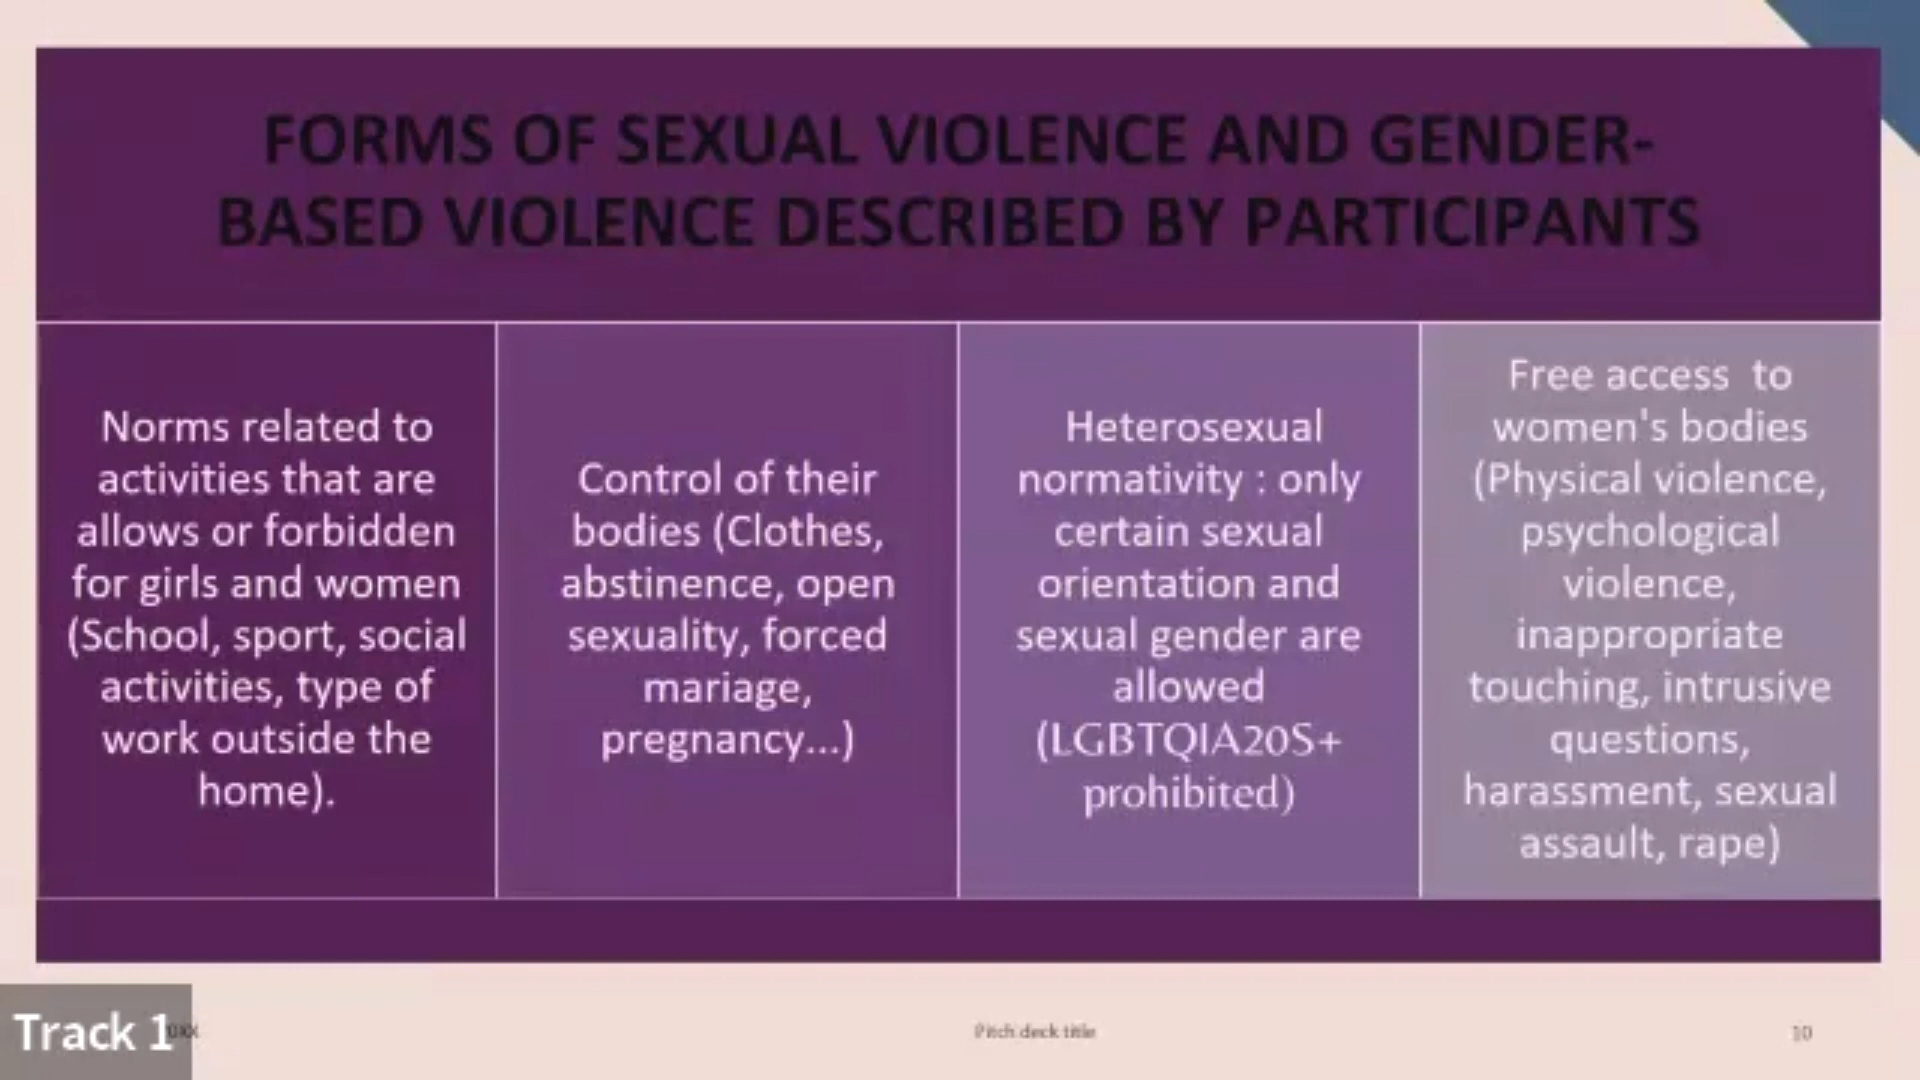 FORMS OF SEXUAL VIOLENCE AND GENDER-
BASED VIOLENCE DESCRIBED BY PARTICIPANTS
Norms related to
activities that are
allows or forbidden
for girls and women
(School, sport, social
activities, type of
work outside the
home).
Control of their
bodies (Clothes,
abstinence, open
sexuality, forced
mariage,
pregnancy...)
Heterosexual
normativity : only
certain sexual
orientation and
sexual gender are
allowed
(LGBTQIA20S+
prohibited)
Free access  to
women's bodies
(Physical violence,
psychological
violence,
inappropriate
touching, intrusive
questions,
harassment, sexual
assault, rape)
Track 1
Pitch deck title
10